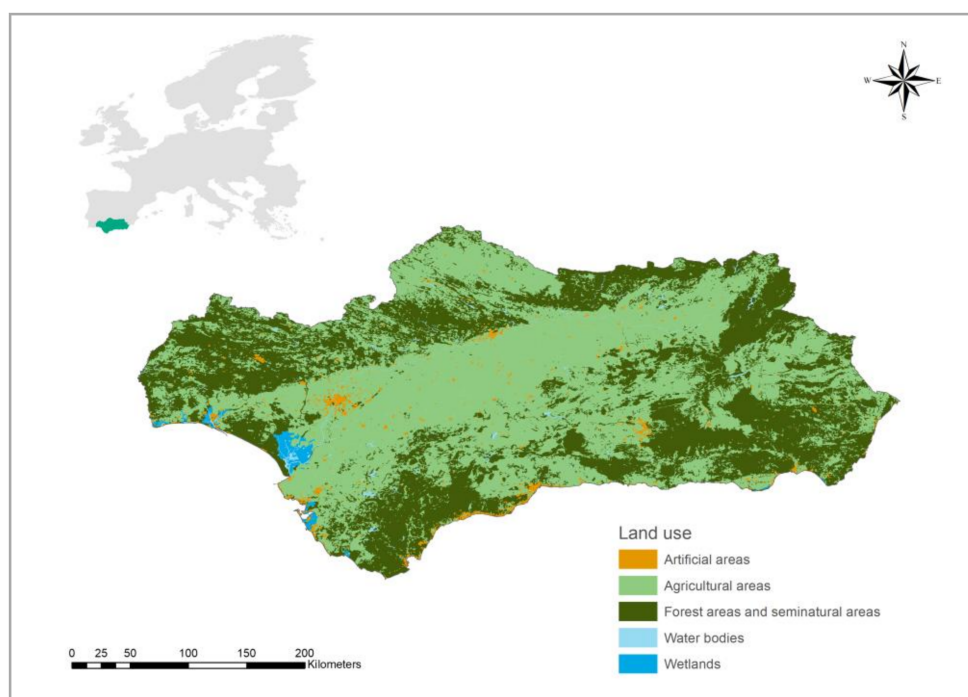 N
W E
S
Land use
Artificial areas
Agricultural areas
Forest areas and seminatural areas
Water bodies
Wetlands
0 25 50 100 150 200
Kilometers